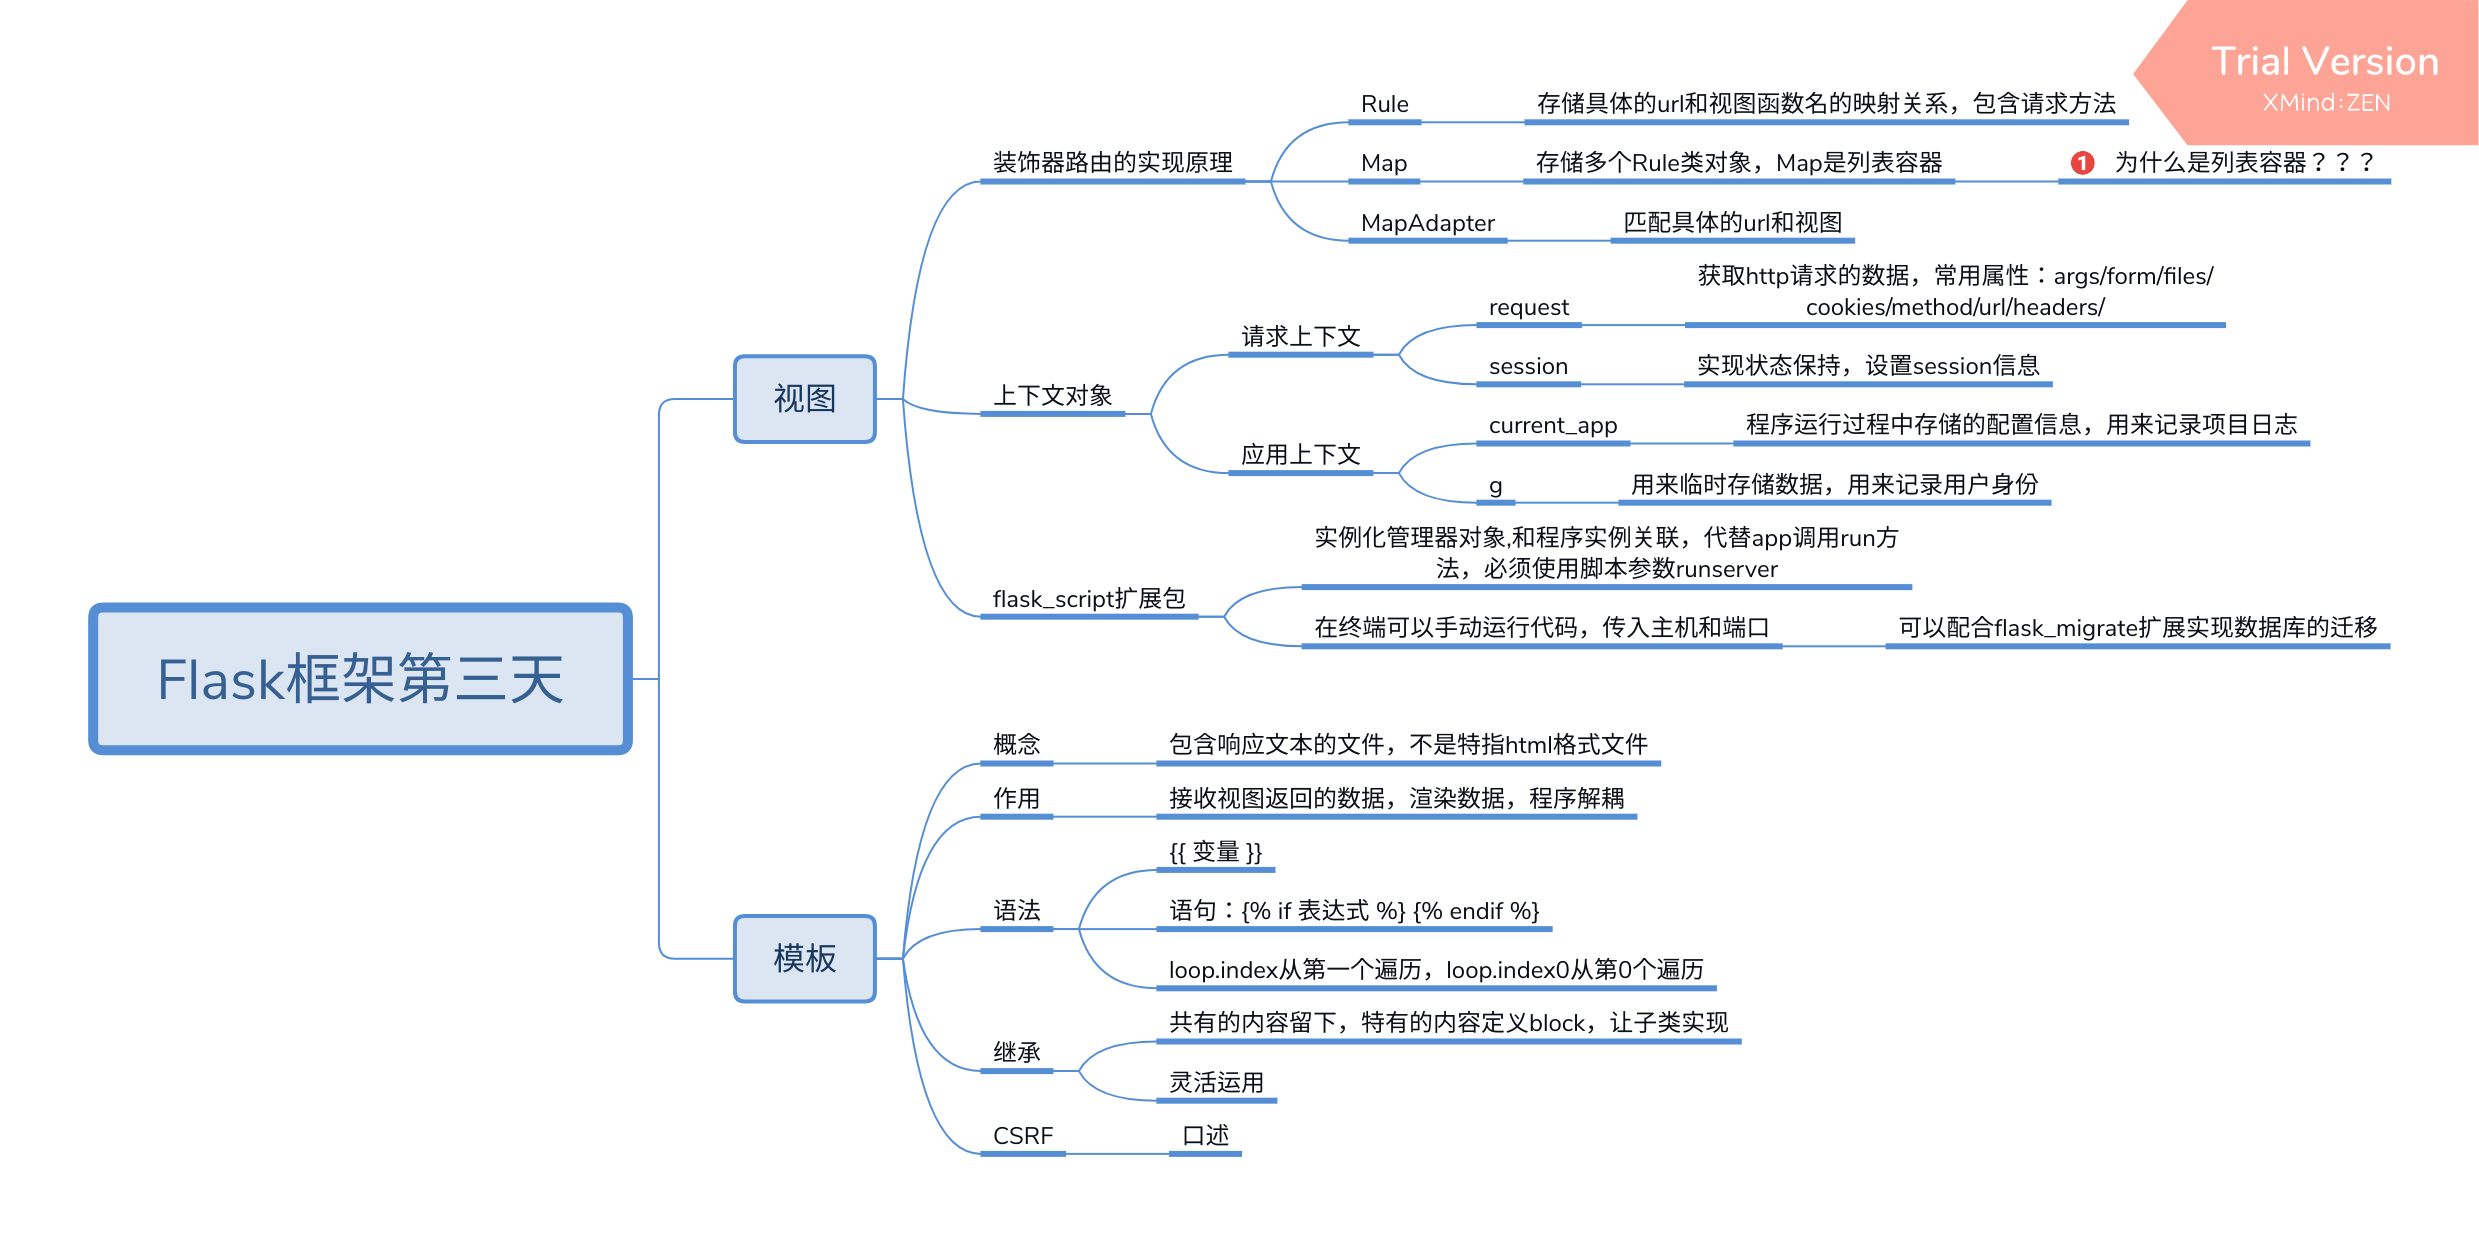 Trial Version
XMind:ZEN
Flask框架第三天
视图
装饰器路由的实现原理
Rule
存储具体的url和视图函数名的映射关系，包含请求方法
Map
存储多个Rule类对象，Map是列表容器
1 为什么是列表容器？？？
MapAdapter
匹配具体的url和视图
上下文对象
请求上下文
request
获取http请求的数据，常用属性：args/form/files/
cookies/method/url/headers/
session
实现状态保持，设置session信息
应用上下文
current_app
程序运行过程中存储的配置信息，用来记录项目日志
g
用来临时存储数据，用来记录用户身份
flask_script扩展包
实例化管理器对象,和程序实例关联，代替app调用run方
法，必须使用脚本参数runserver
在终端可以手动运行代码，传入主机和端口
可以配合flask_migrate扩展实现数据库的迁移
模板
概念
包含响应文本的文件，不是特指html格式文件
作用
接收视图返回的数据，渲染数据，程序解耦
语法
{{ 变量 }}
语句：{% if 表达式 %} {% endif %}
loop.index从第一个遍历，loop.index0从第0个遍历
继承
共有的内容留下，特有的内容定义block，让子类实现
灵活运用
CSRF
口述